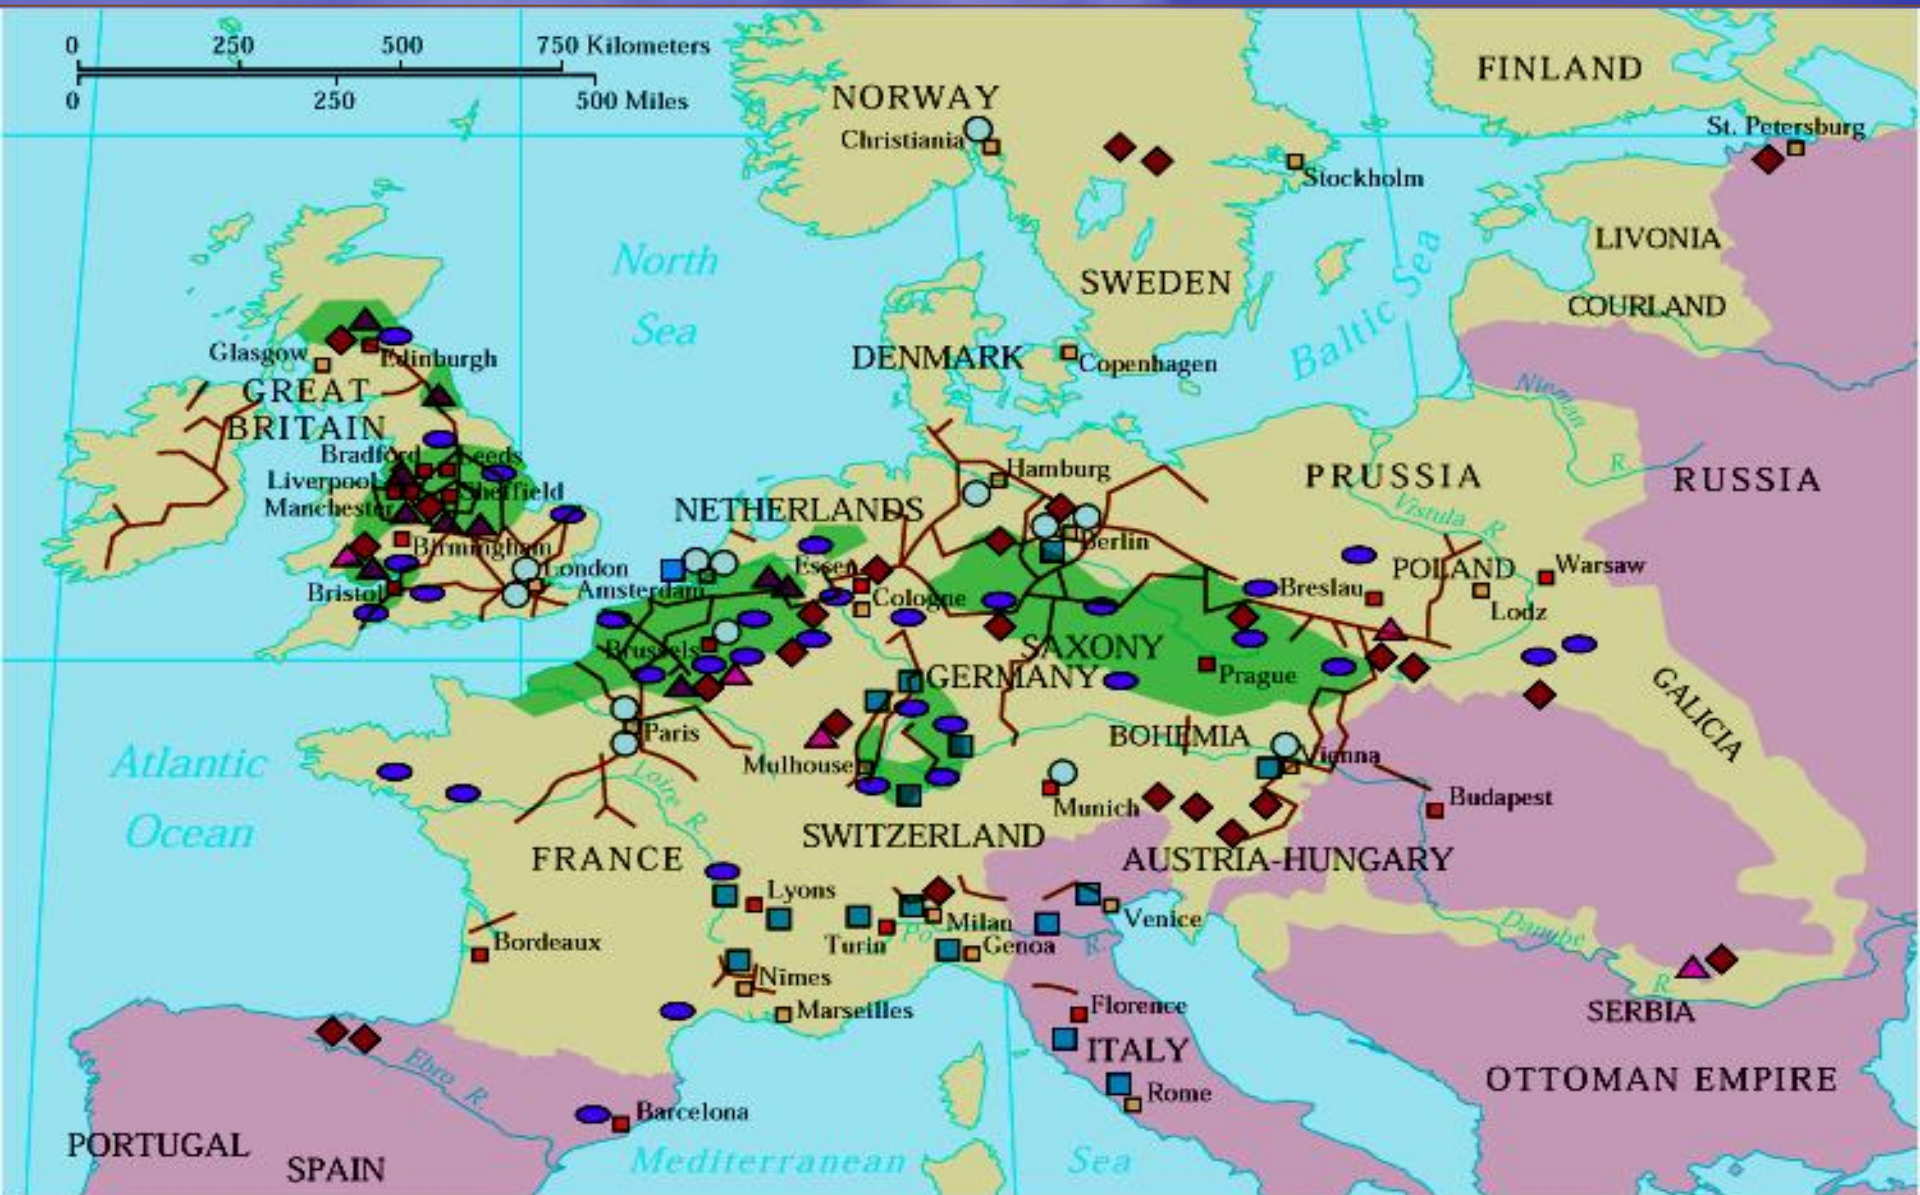 0 250 500 750 Kilometers
0 250 500 Miles
NORWAY
Christiania
FINLAND
St. Petersburg
Stockholm
LIVONIA
North
Sea
SWEDEN
Baltic Sea
COURLAND
DENMARK
Copenhagen
Glasgow
Edinburgh
GREAT
BRITAIN
Nieman
R.
Bradford
Leeds
Liverpool
Sheffield
Manchester
Birmingham
London
Bristol
Hamburg
NETHERLANDS
PRUSSIA
RUSSIA
Vistula R.
Berlin
Essen
Amsterdam
Cologne
Breslau
POLAND
Warsaw
Lodz
Brussels
SAXONY
GERMANY
Prague
GALICIA
Paris
BOHEMIA
Vienna
Atlantic
Ocean
Mulhouse
Loire R.
Munich
Budapest
SWITZERLAND
FRANCE
AUSTRIA-HUNGARY
Lyons
Milan
Venice
Turin
Po
R.
Genoa
Bordeaux
Danube
R.
Nîmes
Marseilles
Florence
SERBIA
ITALY
Ebro R.
OTTOMAN EMPIRE
Rome
Barcelona
PORTUGAL
SPAIN
Mediterranean Sea